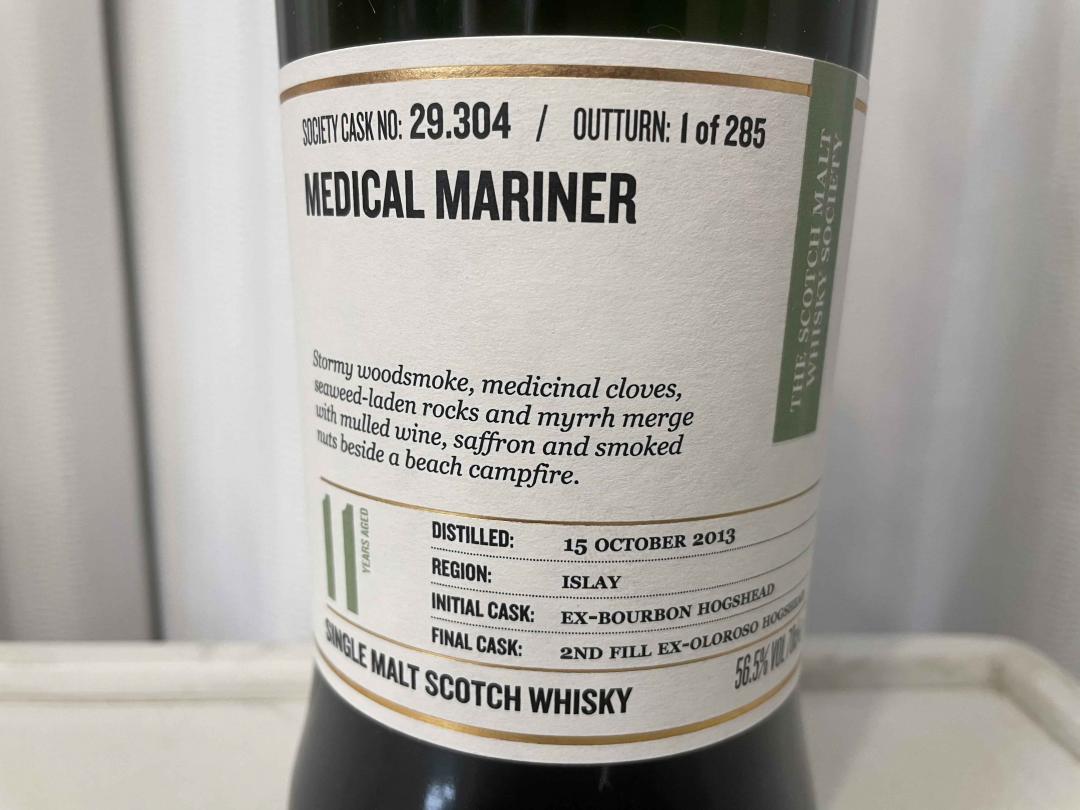 SOCIETY CASK NO: 29.304 / OUTTURN: 1 of 285
MEDICAL MARINER
THE SCOTCH MALT
WHISKY SOCIETY
Stormy woodsmoke, medicinal cloves,
seaweed-laden rocks and myrrh merge
with mulled wine, saffron and smoked
nuts beside a beach campfire.
11 YEARS AGED
DISTILLED: 15 OCTOBER 2013
REGION: ISLAY
INITIAL CASK: EX-BOURBON HOGSHEAD
FINAL CASK: 2ND FILL EX-OLOROSO HOGSHEAD
SINGLE MALT SCOTCH WHISKY
56.5% VOL 70cl